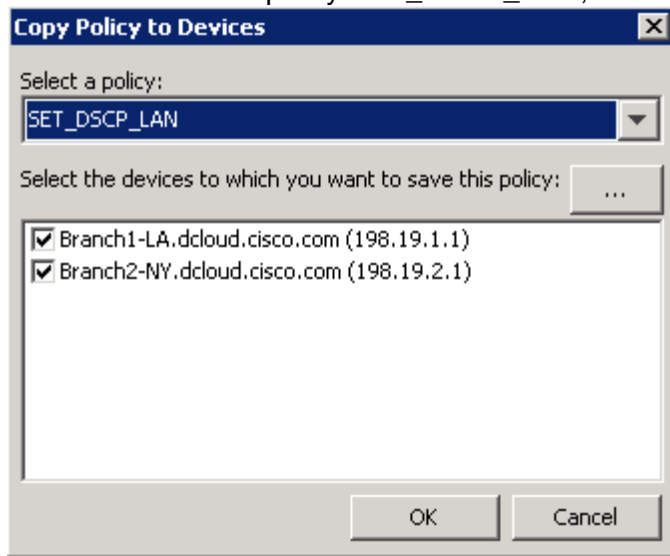 Copy Policy to Devices
Select a policy:
SET_DSCP_LAN
Select the devices to which you want to save this policy:
...
Branch1-LA.dcloud.cisco.com (198.19.1.1)
Branch2-NY.dcloud.cisco.com (198.19.2.1)
OK
Cancel